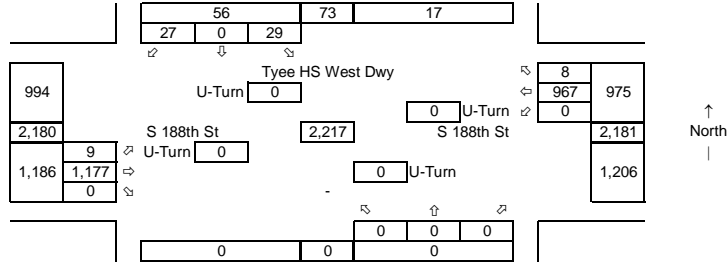 56 73 17
27 0 29
⬃ ⇩ ⬂
Tyee HS West Dwy ⬁ 8
994 U-Turn 0 ⇦ 967 975
0 U-Turn ⬃ 0 ↑
2,180 S 188th St 2,217 S 188th St 2,181 North
9 ⬀ U-Turn 0 |
1,186 1,177 ⇨ 0 U-Turn 1,206
0 ⬂ -
⬁ ⇧ ⬀
0 0 0
0 0 0